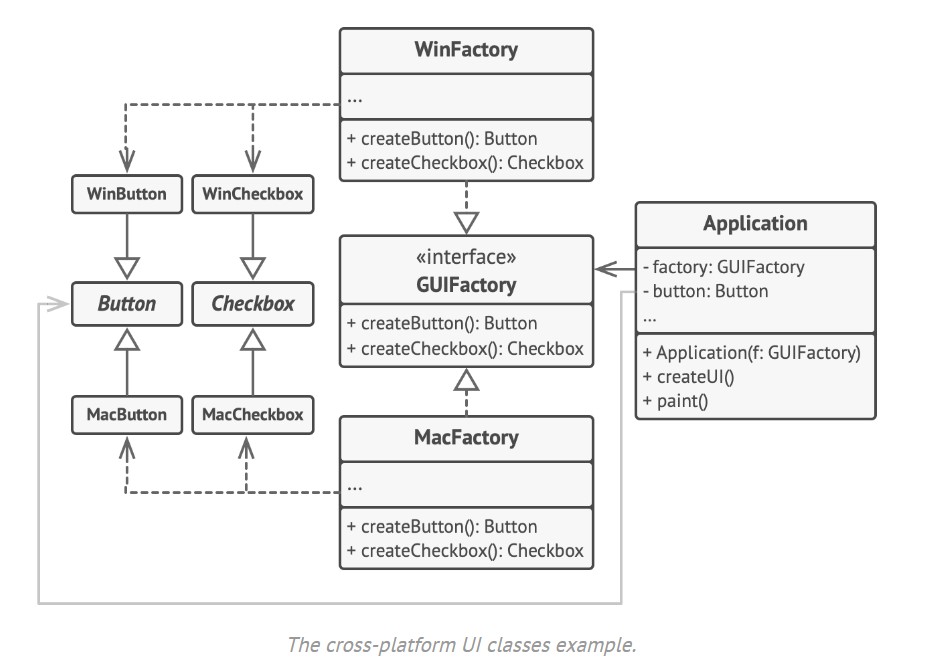 WinFactory
...
+ createButton(): Button
+ createCheckbox(): Checkbox
WinButton
WinCheckbox
Button
Checkbox
MacButton
MacCheckbox
«interface»
GUIFactory
+ createButton(): Button
+ createCheckbox(): Checkbox
Application
- factory: GUIFactory
- button: Button
...
+ Application(f: GUIFactory)
+ createUI()
+ paint()
MacFactory
...
+ createButton(): Button
+ createCheckbox(): Checkbox
The cross-platform UI classes example.